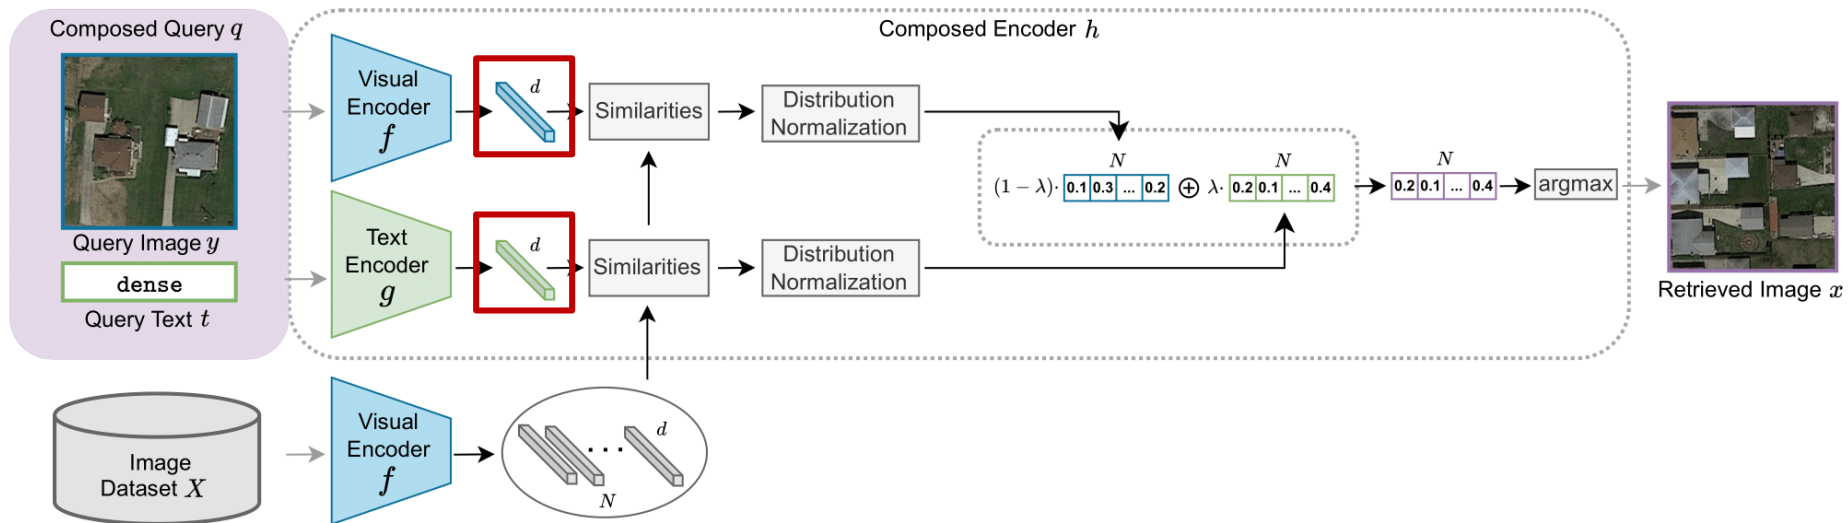 Composed Query q
Query Image y
dense
Query Text t
Composed Encoder h
Visual
Encoder
f
d
Similarities
Distribution
Normalization
Text
Encoder
g
d
Similarities
Distribution
Normalization
N
(1 − λ)· 0.1 0.3 ... 0.2 ⊕ λ· 0.2 0.1 ... 0.4
N
N
0.2 0.1 ... 0.4
argmax
Retrieved Image x
Image
Dataset X
Visual
Encoder
f
d
N